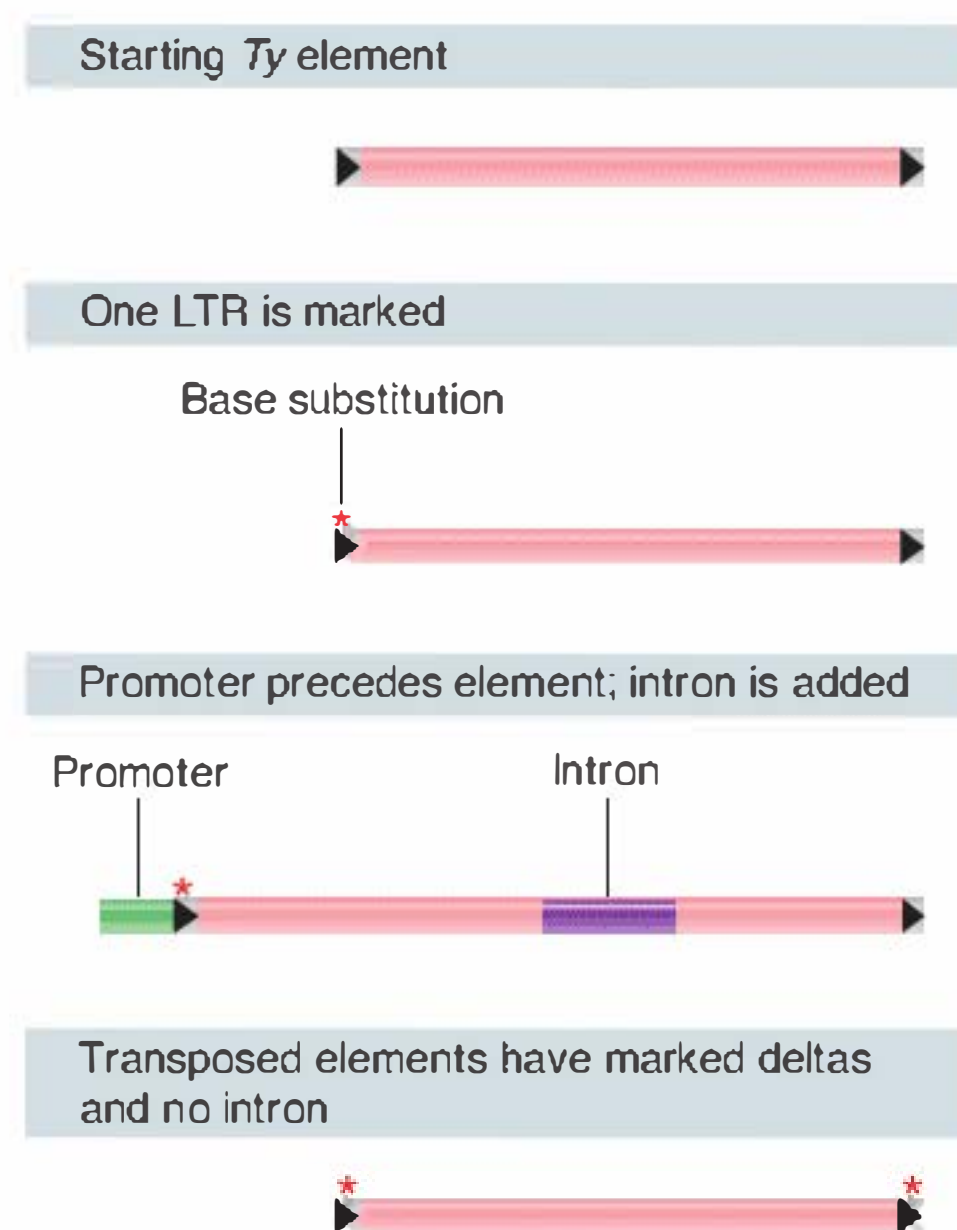 Starting Ty element
One LTR is marked
Base substitution
Promoter precedes element; intron is added
Promoter Intron
Transposed elements have marked deltas
and no intron